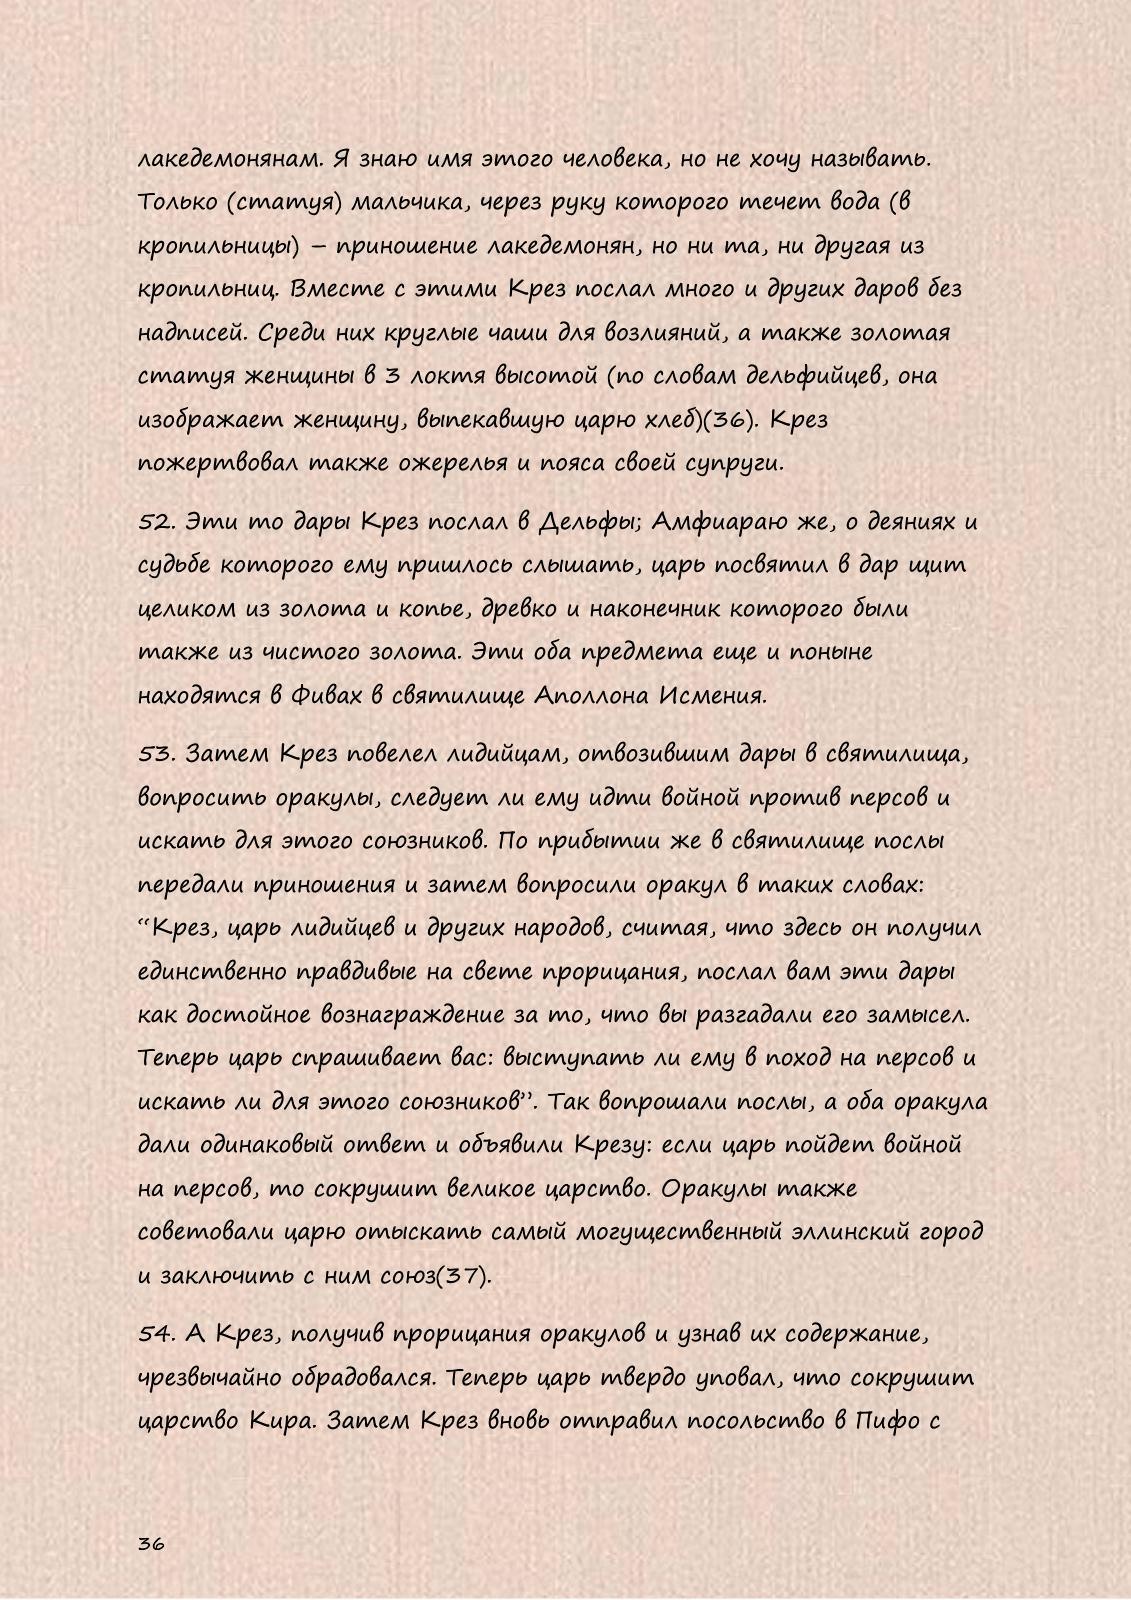 лакедемонянам. Я знаю имя этого человека, но не хочу называть.
Только (статуя) мальчика, через руку которого течет вода (в
кропильницы) – приношение лакедемонян, но ни та, ни другая из
кропильниц. Вместе с этими Крез послал много и других даров без
надписей. Среди них круглые чаши для возлияний, а также золотая
статуя женщины в 3 локтя высотой (по словам дельфийцев, она
изображает женщину, выпекавшую царю хлеб)(36). Крез
пожертвовал также ожерелья и пояса своей супруги.
52. Эти то дары Крез послал в Дельфы; Амфиараю же, о деяниях и
судьбе которого ему пришлось слышать, царь посвятил в дар щит
целиком из золота и копье, древко и наконечник которого были
также из чистого золота. Эти оба предмета еще и поныне
находятся в Фивах в святилище Аполлона Исмения.
53. Затем Крез повелел лидийцам, отвозившим дары в святилища,
вопросить оракулы, следует ли ему идти войной против персов и
искать для этого союзников. По прибытии же в святилище послы
передали приношения и затем вопросили оракул в таких словах:
“Крез, царь лидийцев и других народов, считая, что здесь он получил
единственно правдивые на свете прорицания, послал вам эти дары
как достойное вознаграждение за то, что вы разгадали его замысел.
Теперь царь спрашивает вас: выступать ли ему в поход на персов и
искать ли для этого союзников”. Так вопрошали послы, а оба оракула
дали одинаковый ответ и объявили Крезу: если царь пойдет войной
на персов, то сокрушит великое царство. Оракулы также
советовали царю отыскать самый могущественный эллинский город
и заключить с ним союз(37).
54. А Крез, получив прорицания оракулов и узнав их содержание,
чрезвычайно обрадовался. Теперь царь твердо уповал, что сокрушит
царство Кира. Затем Крез вновь отправил посольство в Пифо с
36